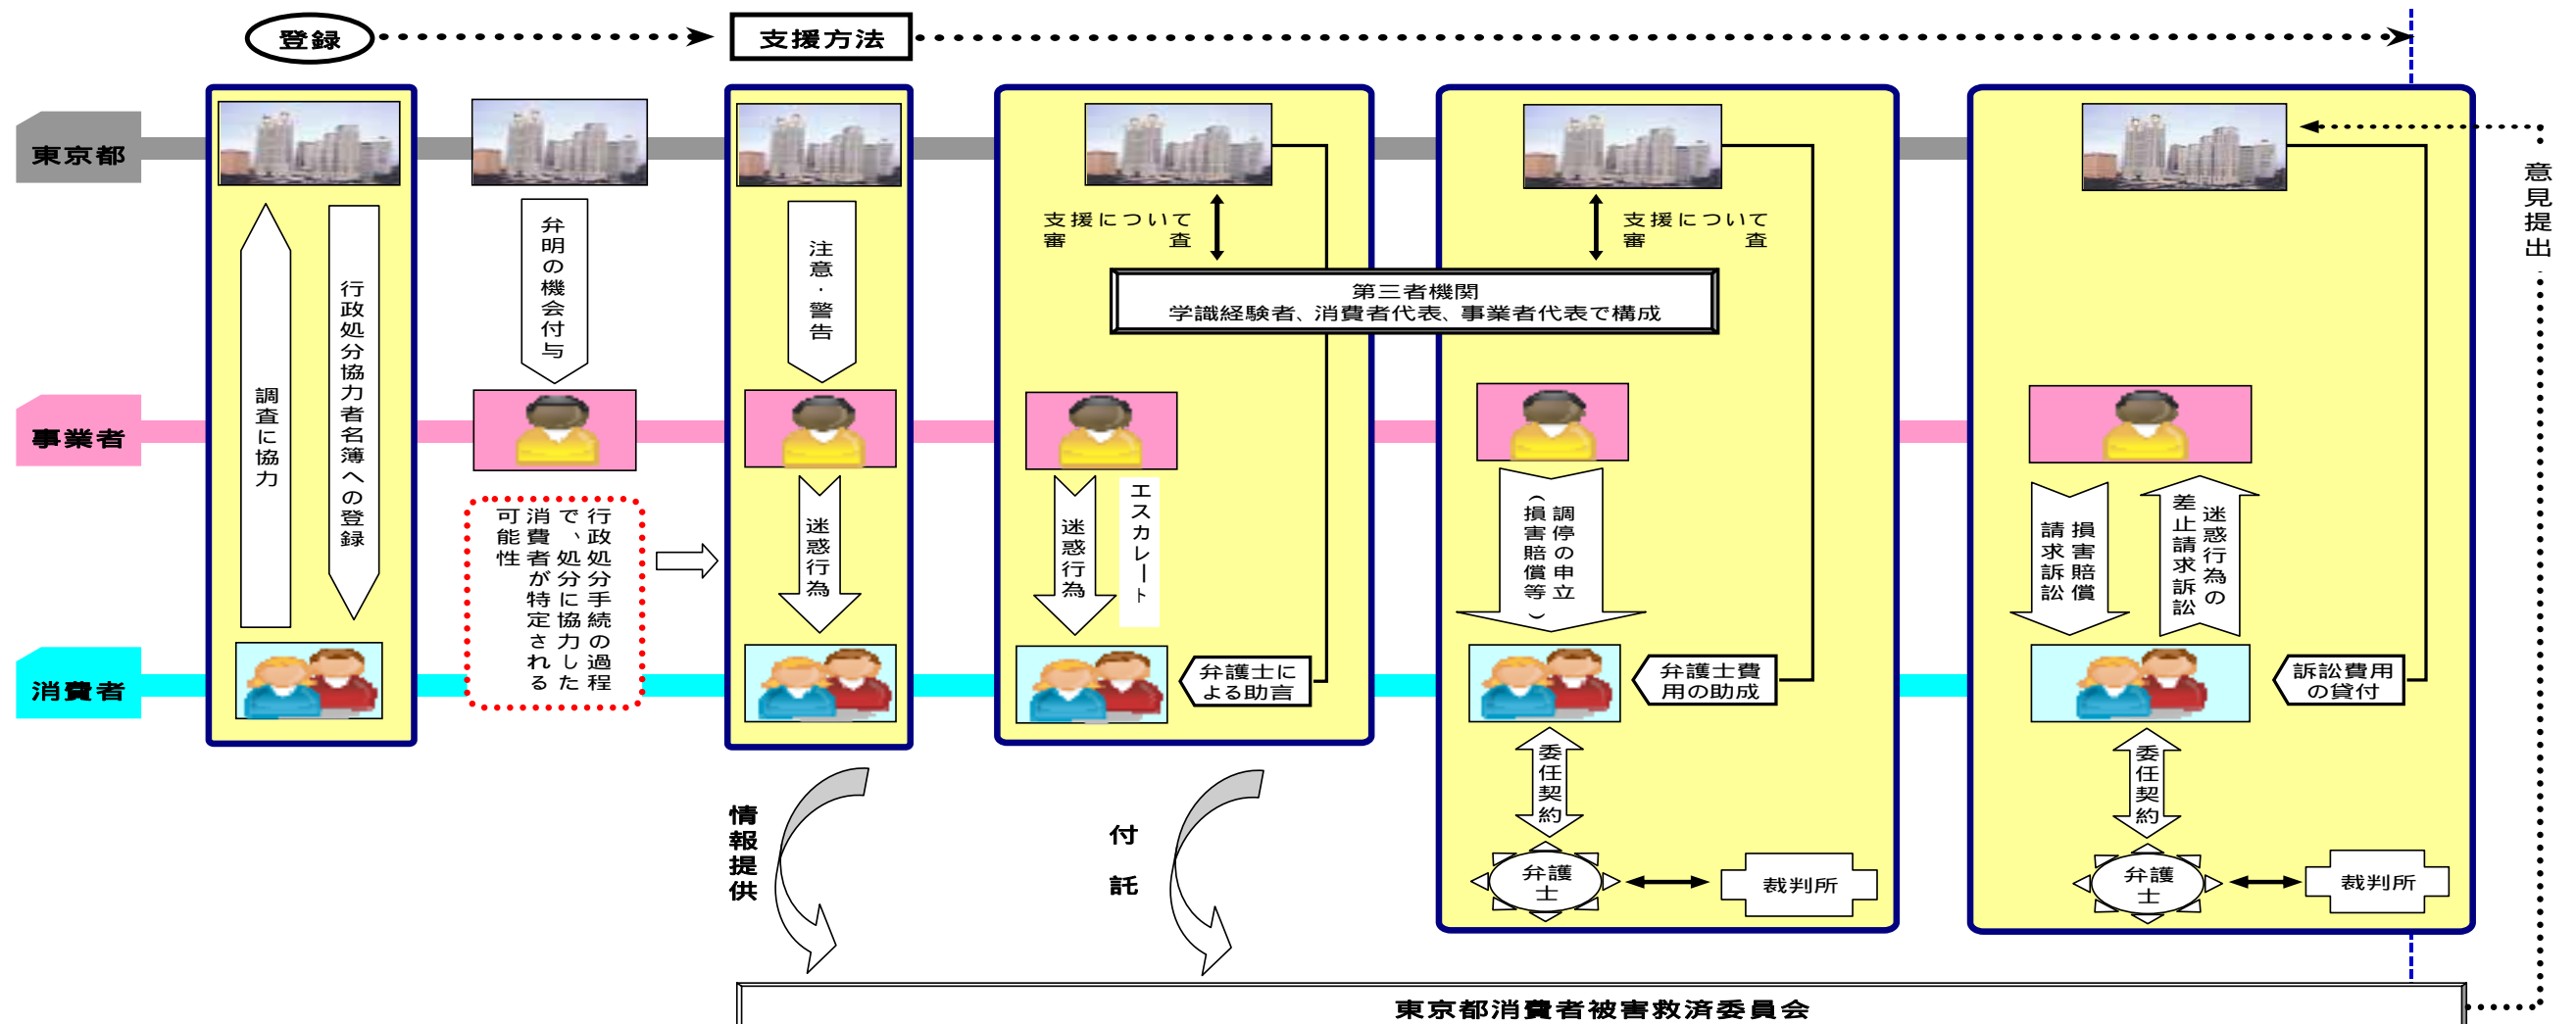 登録
支援方法
東京都
事業者
消費者
調査に協力
行政処分協力者名簿への登録
弁明の機会付与
行政処分手続の過程
で、処分に協力した
消費者が特定される
可能性
注意・警告
迷惑行為
支援について
審査
迷惑行為
エスカレート
弁護士に
よる助言
第三者機関
学識経験者、消費者代表、事業者代表で構成
支援について
審査
調停の申立
（損害賠償等）
弁護士費
用の助成
委任契約
弁護
士
裁判所
損害賠償
請求訴訟
迷惑行為の
差止請求訴訟
訴訟費用
の貸付
委任契約
弁護
士
裁判所
意見提出
情報提供
付託
東京都消費者被害救済委員会